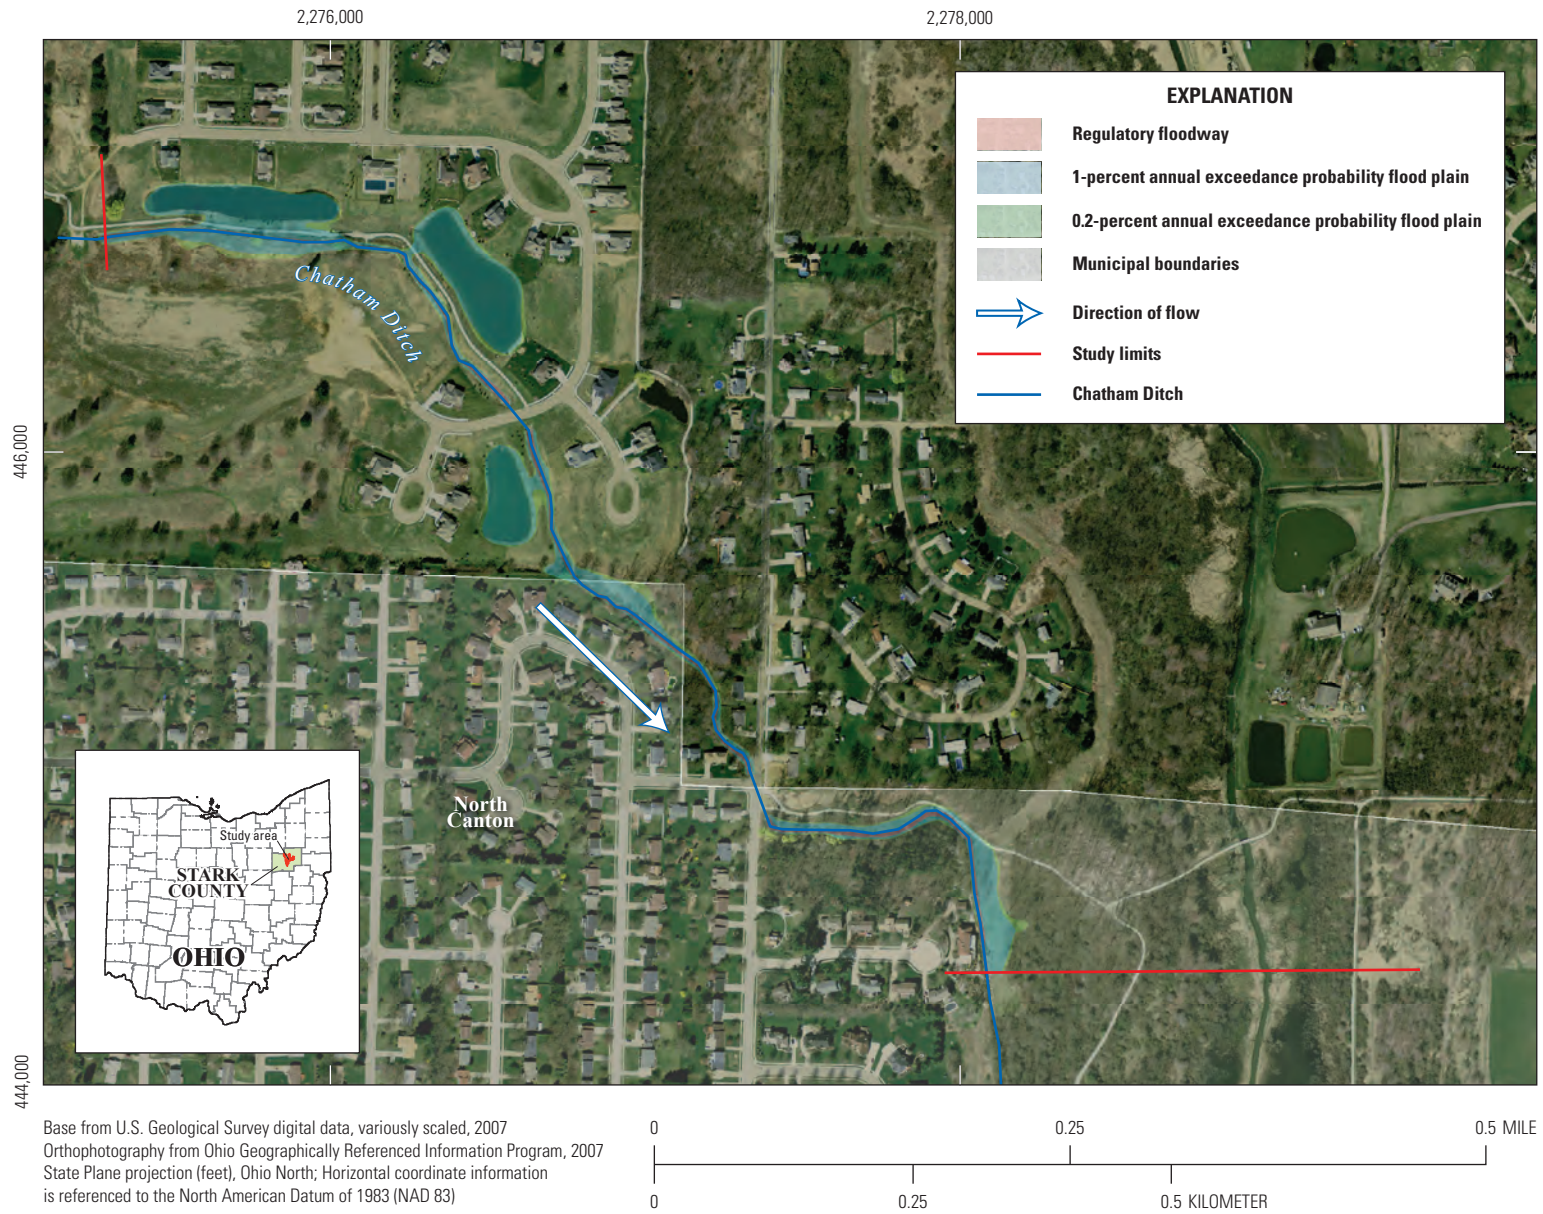 2,276,000
2,278,000
446,000
444,000
EXPLANATION
Regulatory floodway
1-percent annual exceedance probability flood plain
0.2-percent annual exceedance probability flood plain
Municipal boundaries
Direction of flow
Study limits
Chatham Ditch
Chatham Ditch
North
Canton
Study area
STARK
COUNTY
OHIO
Base from U.S. Geological Survey digital data, variously scaled, 2007
Orthophotography from Ohio Geographically Referenced Information Program, 2007
State Plane projection (feet), Ohio North; Horizontal coordinate information
is referenced to the North American Datum of 1983 (NAD 83)
0 0.25 0.5 MILE
0 0.25 0.5 KILOMETER